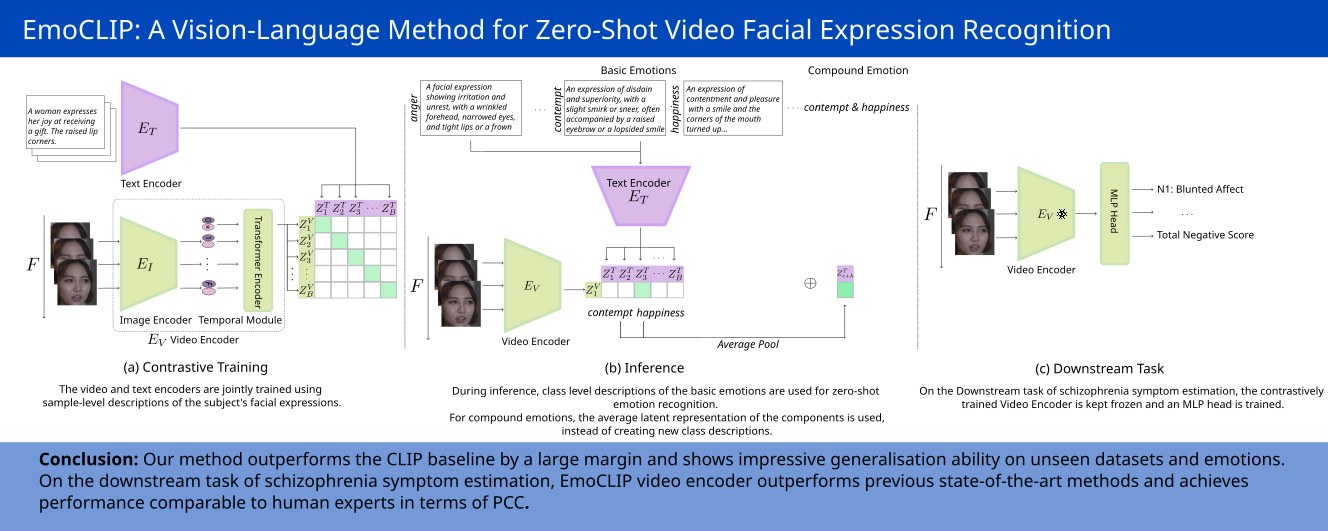 EmoCLIP: A Vision-Language Method for Zero-Shot Video Facial Expression Recognition
A woman expresses
her joy at receiving
a gift. The raised lip
corners.
E_T
Text Encoder
F
E_I
Image Encoder
Transformer Encoder
Temporal Module
E_V Video Encoder
Z_1^T Z_2^T Z_3^T ... Z_B^T
Z_1^V
Z_2^V
Z_3^V
⋮
Z_B^V
(a) Contrastive Training
The video and text encoders are jointly trained using
sample-level descriptions of the subject's facial expressions.
Basic Emotions
Compound Emotion
anger
A facial expression
showing irritation and
unrest, with a wrinkled
forehead, narrowed eyes,
and tight lips or a frown
...
contempt
An expression of disdain
and superiority, with a
slight smirk or sneer, often
accompanied by a raised
eyebrow or a lopsided smile
happiness
An expression of
contentment and pleasure
with a smile and the
corners of the mouth
turned up...
... contempt & happiness
Text Encoder
E_T
F
E_V
Video Encoder
...
Z_1^T Z_2^T Z_3^T ... Z_B^T
Z_1^V
contempt happiness
Average Pool
⊕
Z_{c+h}^T
(b) Inference
During inference, class level descriptions of the basic emotions are used for zero-shot
emotion recognition.
For compound emotions, the average latent representation of the components is used,
instead of creating new class descriptions.
F
E_V
Video Encoder
MLP Head
N1: Blunted Affect
...
Total Negative Score
(c) Downstream Task
On the Downstream task of schizophrenia symptom estimation, the contrastively
trained Video Encoder is kept frozen and an MLP head is trained.
Conclusion: Our method outperforms the CLIP baseline by a large margin and shows impressive generalisation ability on unseen datasets and emotions.
On the downstream task of schizophrenia symptom estimation, EmoCLIP video encoder outperforms previous state-of-the-art methods and achieves
performance comparable to human experts in terms of PCC.